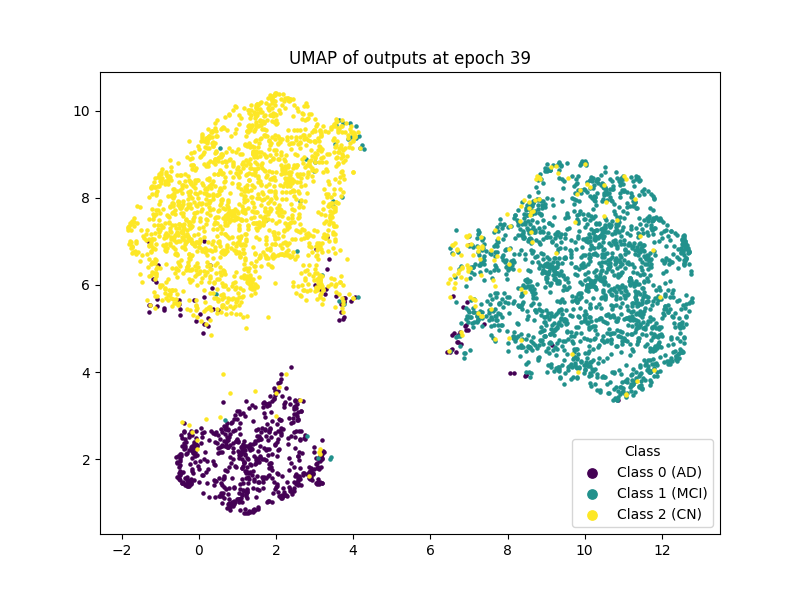 UMAP of outputs at epoch 39
10
8
6
4
2
−2
0
2
4
6
8
10
12
Class
Class 0 (AD)
Class 1 (MCI)
Class 2 (CN)